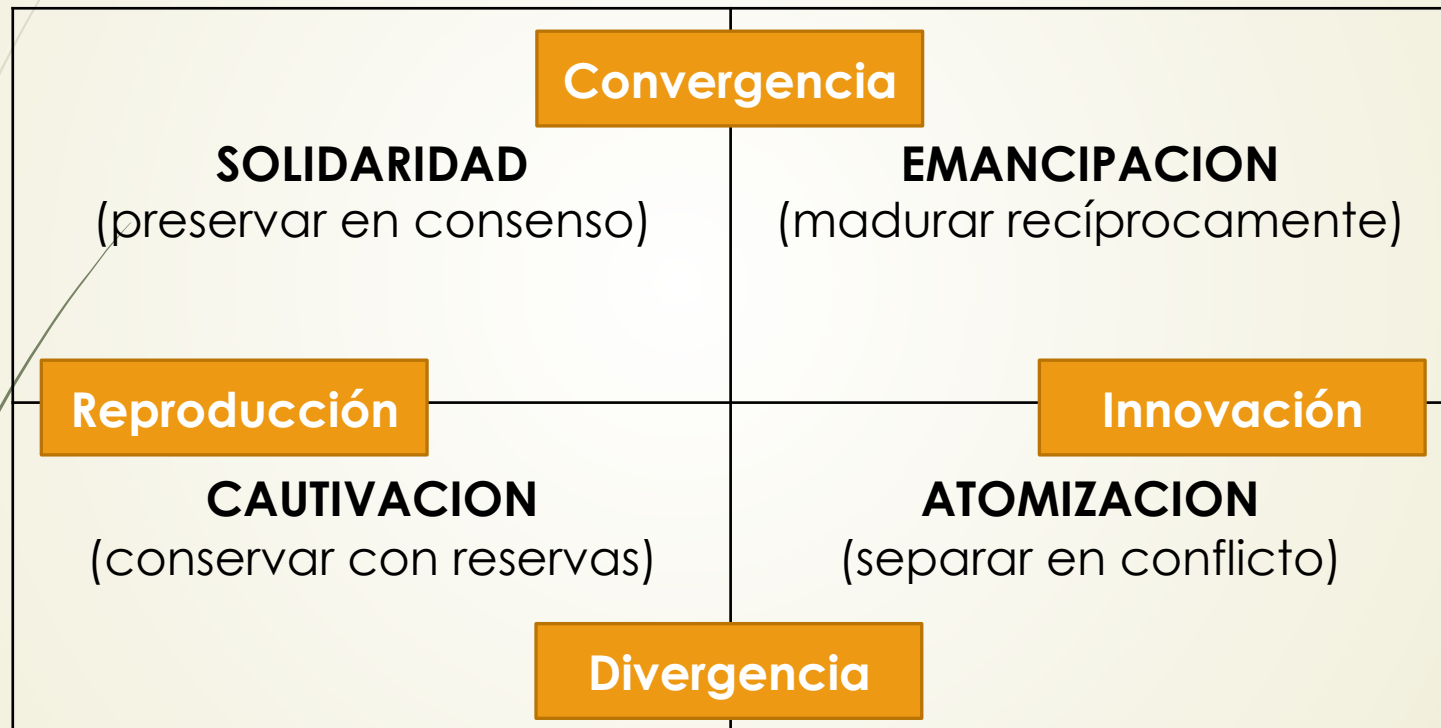 Convergencia
SOLIDARIDAD
(preservar en consenso)
EMANCIPACION
(madurar recíprocamente)
Reproducción
Innovación
CAUTIVACION
(conservar con reservas)
ATOMIZACION
(separar en conflicto)
Divergencia